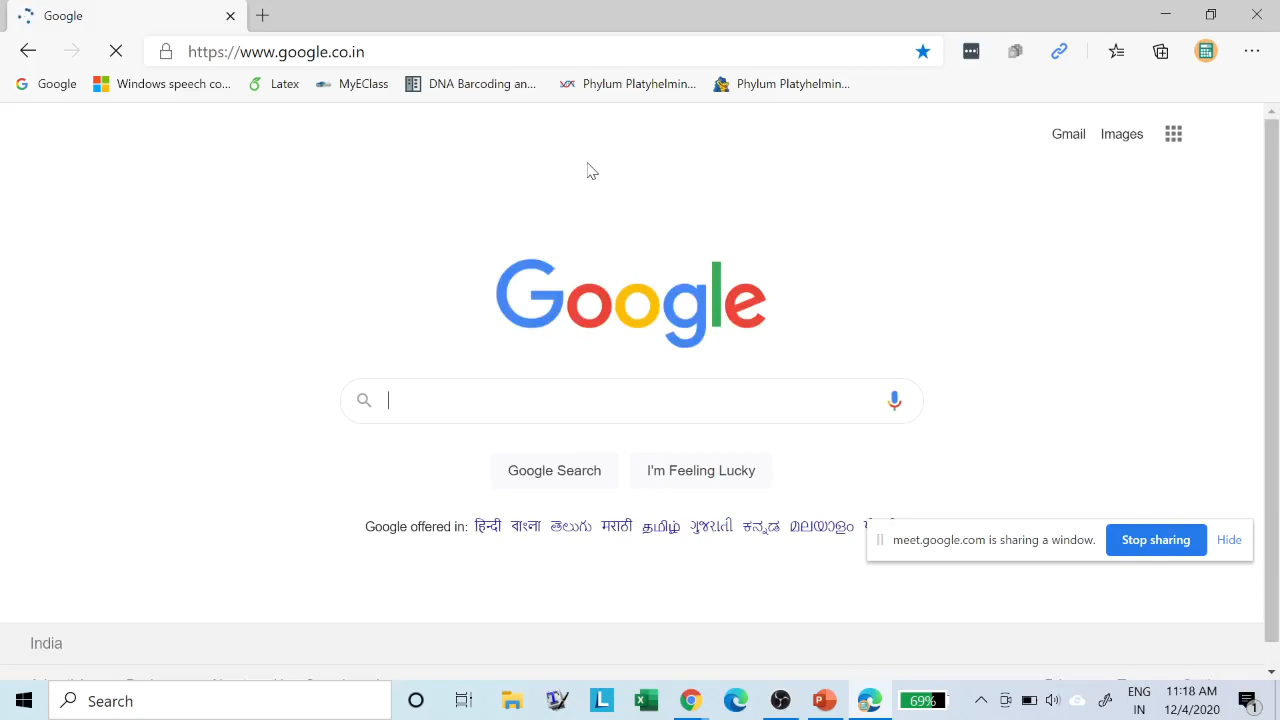 Google
https://www.google.co.in
Google Windows speech co... Latex MyEClass DNA Barcoding an... Phylum Platyhelmin... Phylum Platyhelmin...
Gmail Images
Google
Google Search I'm Feeling Lucky
Google offered in: हिन्दी বাংলা తెలుగు मराठी தமிழ் ગુજરાતી ಕನ್ನಡ മലയാളം
meet.google.com is sharing a window. Stop sharing Hide
India
Search
69%
ENG
IN
11:18 AM
12/4/2020
1